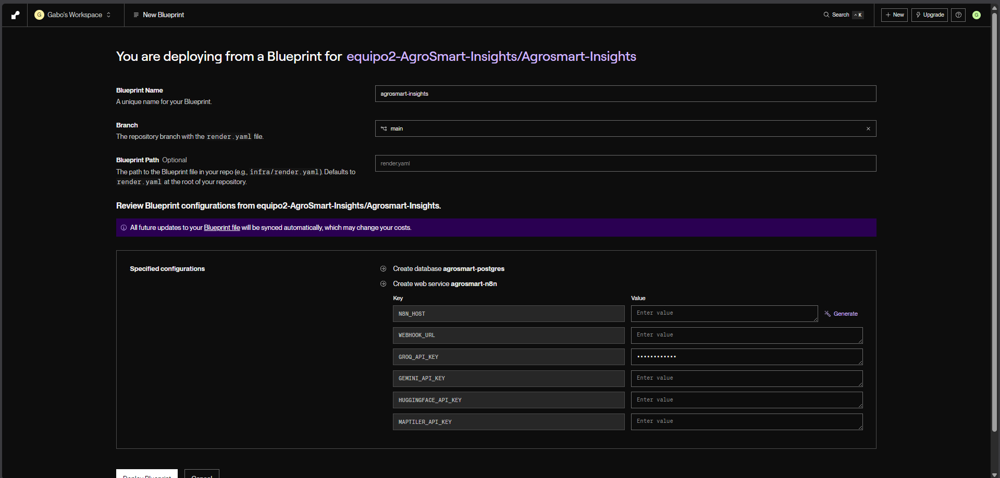 G Gabo's Workspace
New Blueprint
Search ⌃ K
+ New
Upgrade
G
You are deploying from a Blueprint for equipo2-AgroSmart-Insights/Agrosmart-Insights
Blueprint Name
A unique name for your Blueprint.
agrosmart-insights
Branch
The repository branch with the render.yaml file.
main
Blueprint Path Optional
The path to the Blueprint file in your repo (e.g., infra/render.yaml). Defaults to
render.yaml at the root of your repository.
render.yaml
Review Blueprint configurations from equipo2-AgroSmart-Insights/Agrosmart-Insights.
All future updates to your Blueprint file will be synced automatically, which may change your costs.
Specified configurations
Create database agrosmart-postgres
Create web service agrosmart-n8n
Key Value
N8N_HOST Enter value Generate
WEBHOOK_URL Enter value
GROQ_API_KEY ••••••••••••
GEMINI_API_KEY Enter value
HUGGINGFACE_API_KEY Enter value
MAPTILER_API_KEY Enter value
Deploy Blueprint Cancel